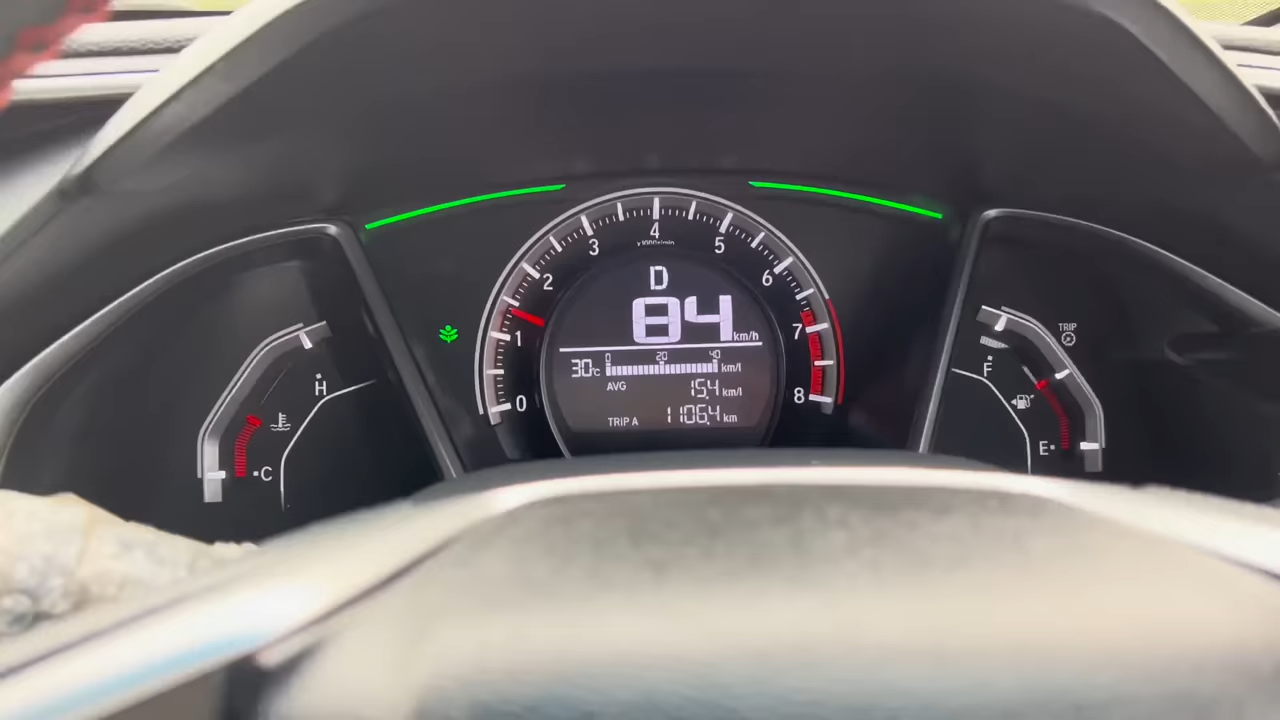 4
3
5
x1000r/min
2
6
D
84 km/h
1
7
0
8
30°C
0 20 40
km/l
AVG
15.4 km/l
TRIP A 1106.4 km
H
C
TRIP
F
E